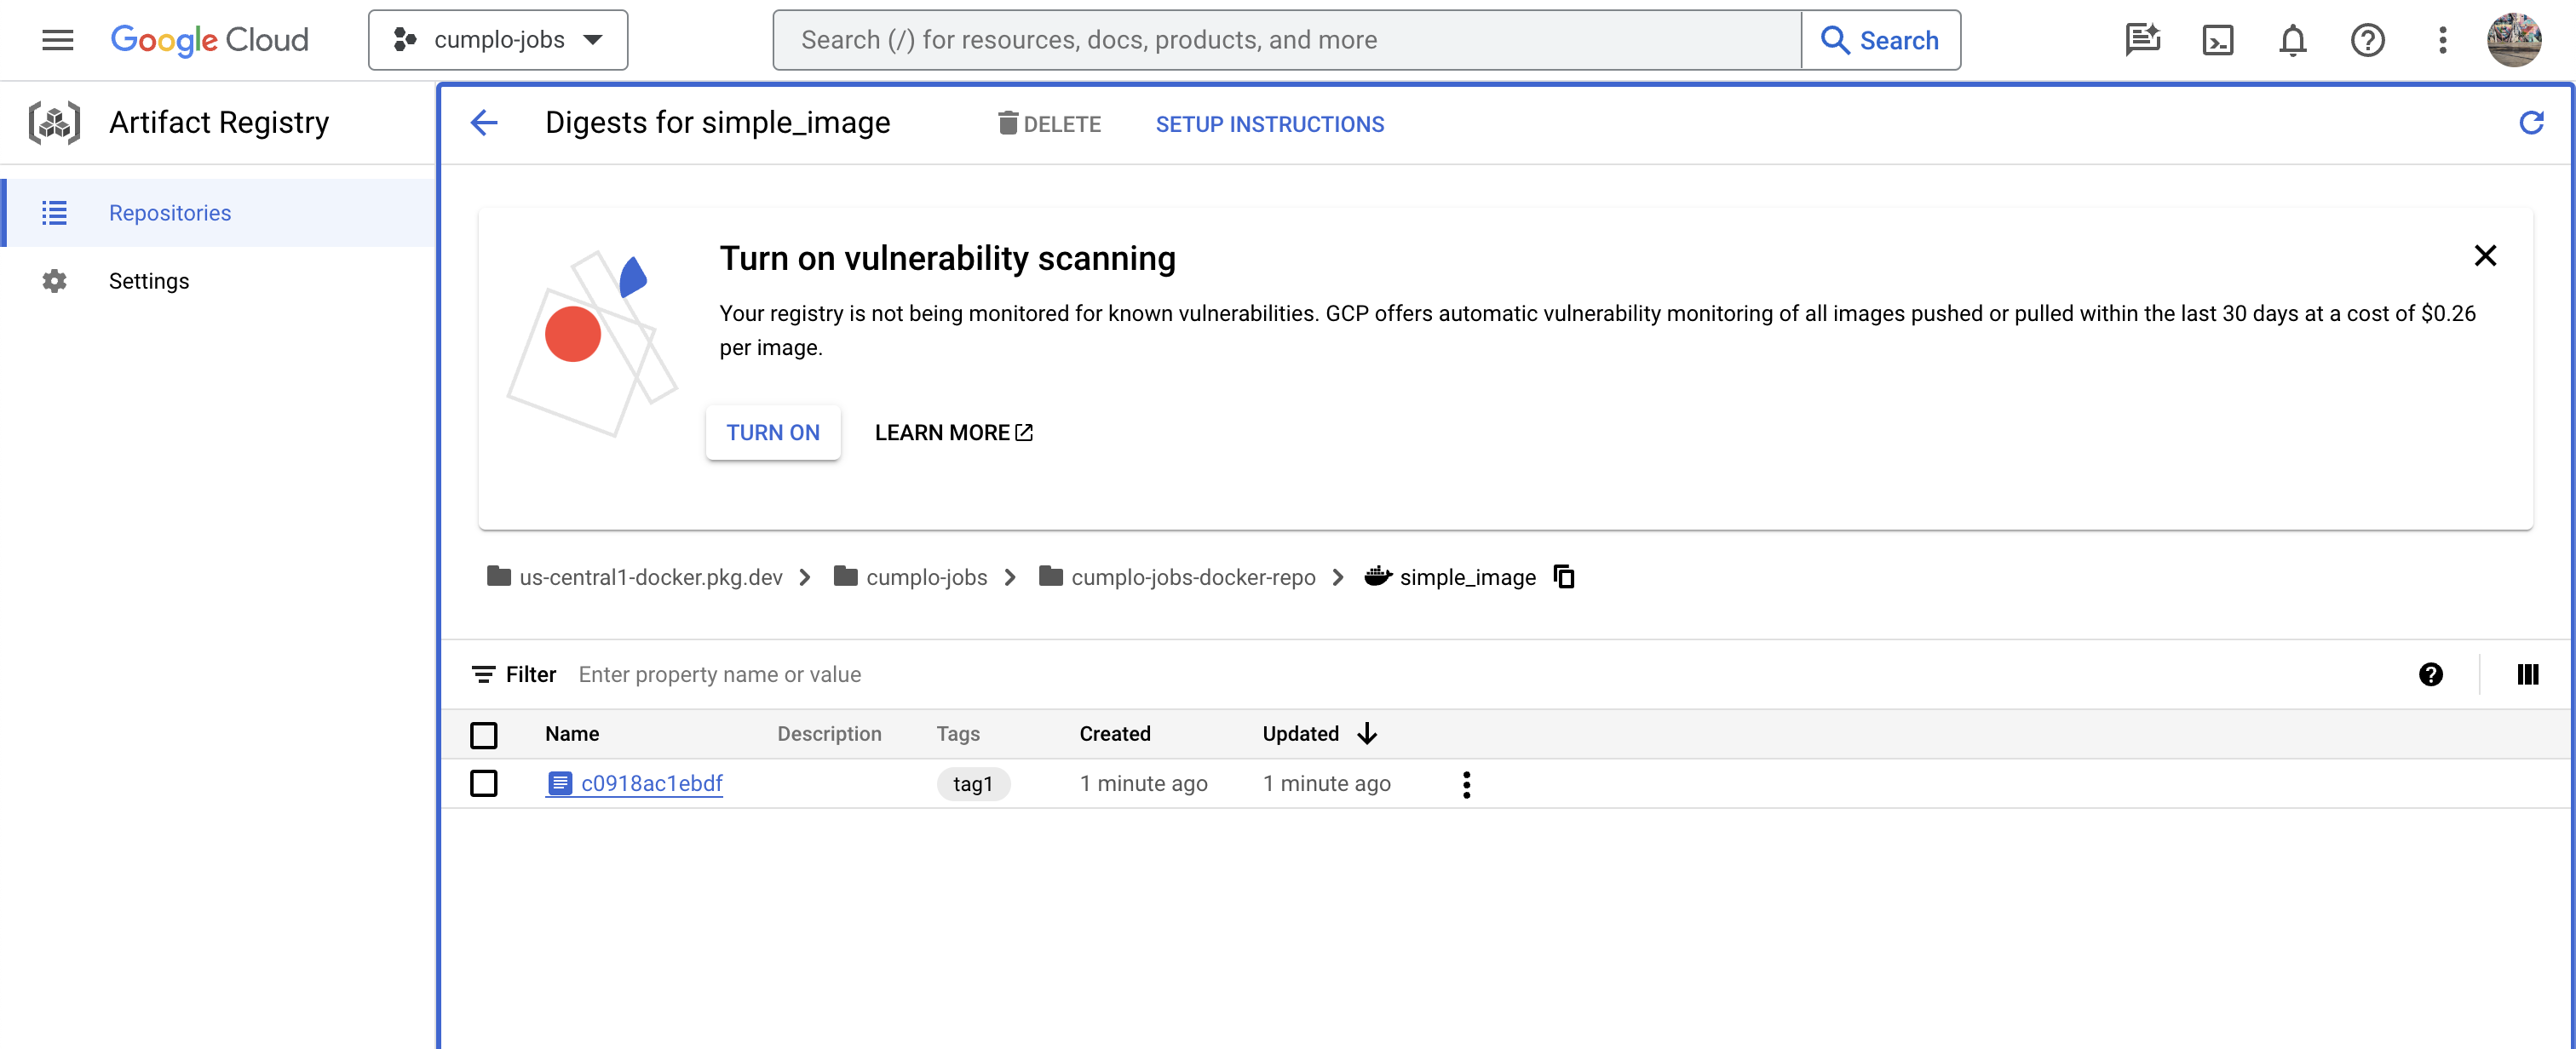 Google Cloud
cumplo-jobs
Search (/) for resources, docs, products, and more
Search
Artifact Registry
Repositories
Settings
Digests for simple_image
DELETE
SETUP INSTRUCTIONS
Turn on vulnerability scanning
Your registry is not being monitored for known vulnerabilities. GCP offers automatic vulnerability monitoring of all images pushed or pulled within the last 30 days at a cost of $0.26
per image.
TURN ON
LEARN MORE
us-central1-docker.pkg.dev
cumplo-jobs
cumplo-jobs-docker-repo
simple_image
Filter Enter property name or value
Name Description Tags Created Updated
c0918ac1ebdf tag1 1 minute ago 1 minute ago